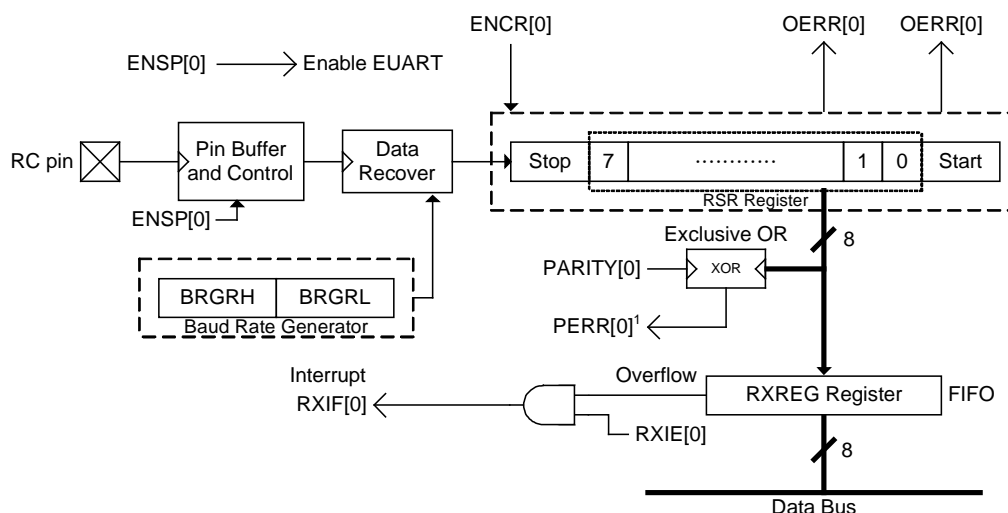 ENCR[0] OERR[0] OERR[0]
ENSP[0] Enable EUART
RC pin
Pin Buffer
and Control
Data
Recover
Stop 7 ............ 1 0 Start
RSR Register
ENSP[0]
Exclusive OR
8
PARITY[0] XOR
BRGRH BRGRL
Baud Rate Generator
PERR[0]¹
Interrupt
RXIF[0]
Overflow
RXREG Register FIFO
RXIE[0]
8
Data Bus